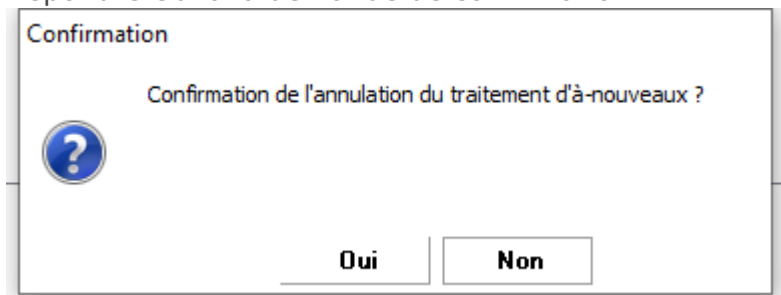 Confirmation
Confirmation de l'annulation du traitement d'à-nouveaux ?
Oui
Non